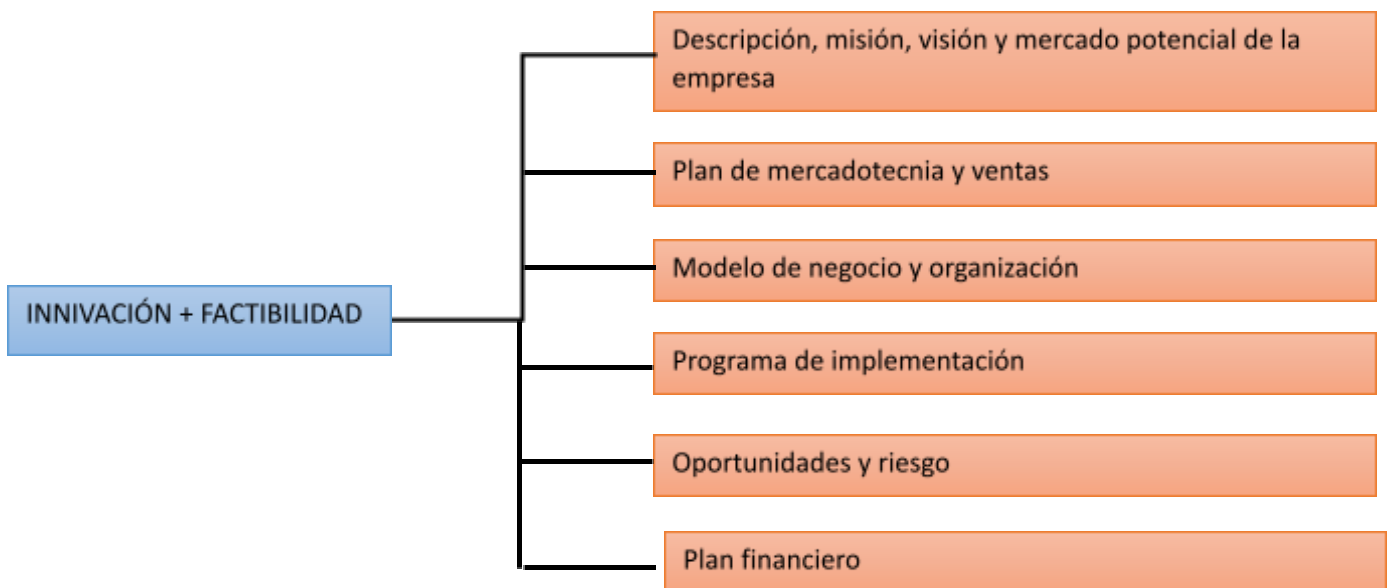 Descripción, misión, visión y mercado potencial de la
empresa
Plan de mercadotecnia y ventas
Modelo de negocio y organización
INNIVACIÓN + FACTIBILIDAD
Programa de implementación
Oportunidades y riesgo
Plan financiero